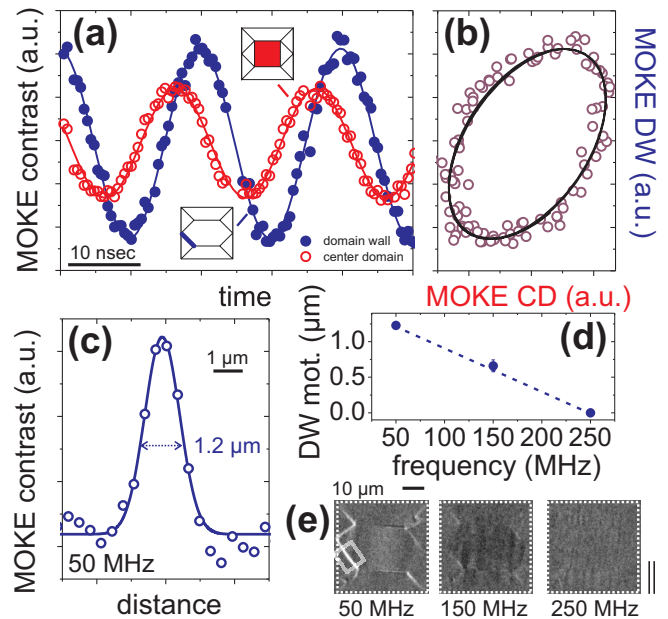 (a)
MOKE contrast (a.u.)
10 nsec
domain wall
center domain
time
(b)
MOKE DW (a.u.)
MOKE CD (a.u.)
(c)
MOKE contrast (a.u.)
1 µm
1.2 µm
50 MHz
distance
(d)
DW mot. (µm)
1.0
0.5
0.0
50 100 150 200 250
frequency (MHz)
10 µm
(e)
50 MHz 150 MHz 250 MHz